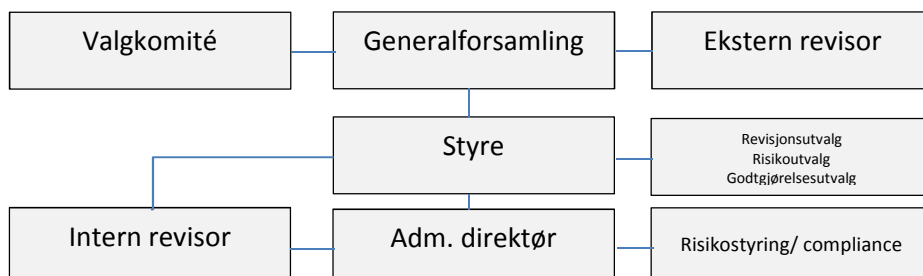 Valgkomité
Generalforsamling
Ekstern revisor
Styre
Revisjonsutvalg
Risikoutvalg
Godtgjørelsesutvalg
Intern revisor
Adm. direktør
Risikostyring/ compliance